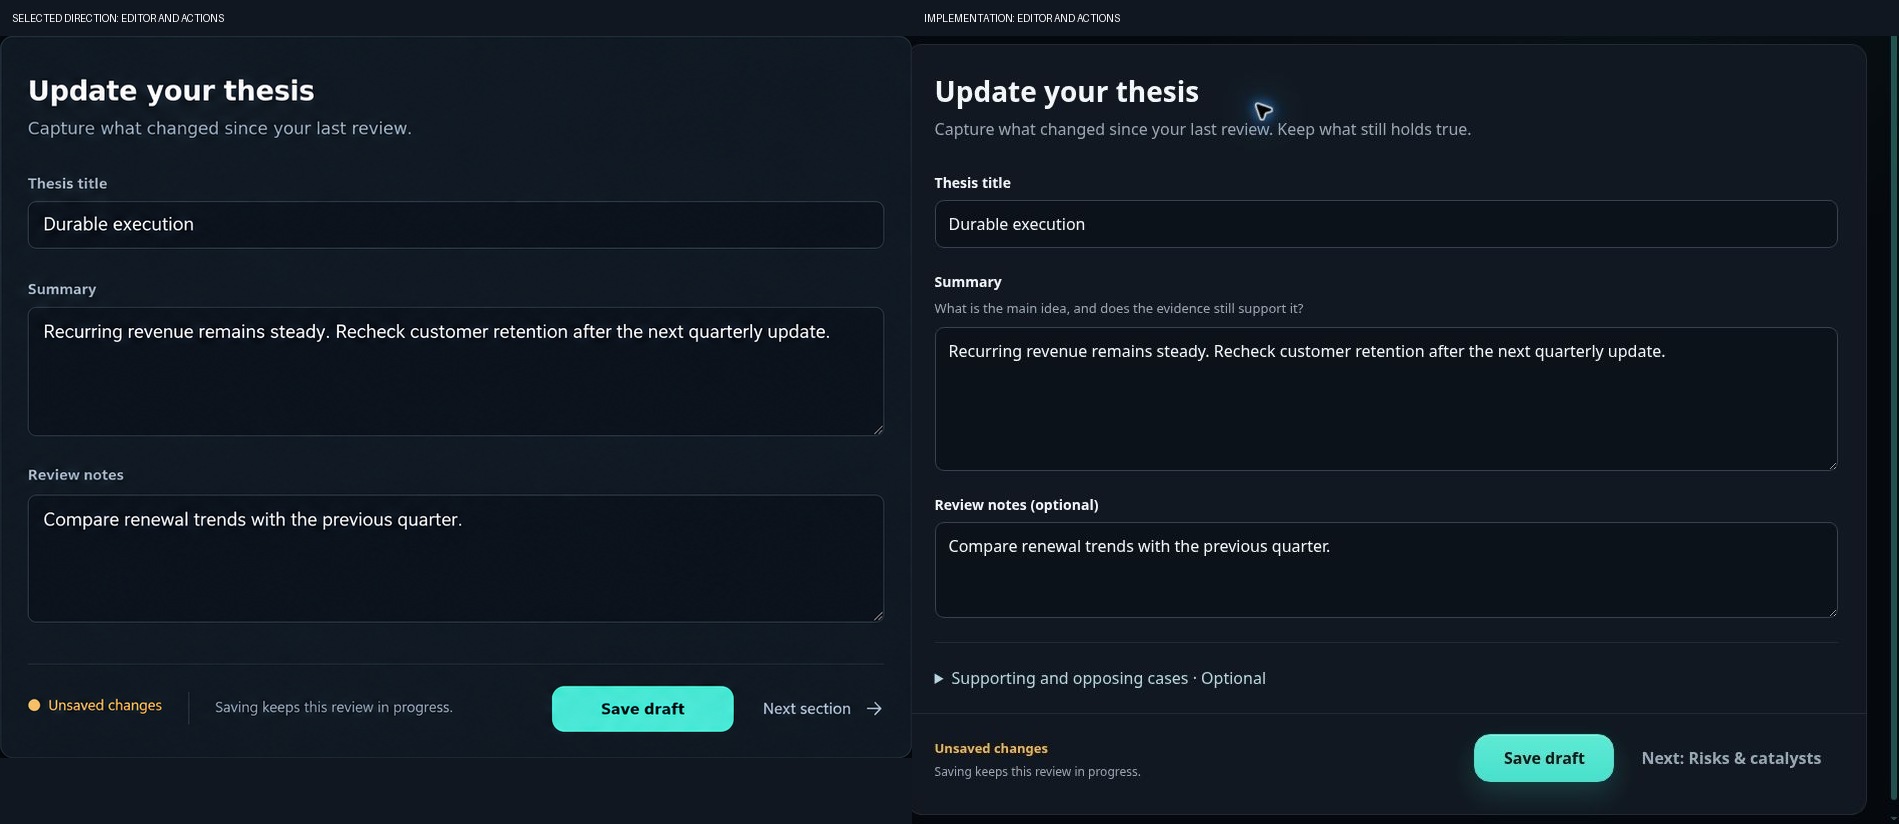 SELECTED DIRECTION: EDITOR AND ACTIONS
Update your thesis
Capture what changed since your last review.
Thesis title
Durable execution
Summary
Recurring revenue remains steady. Recheck customer retention after the next quarterly update.
Review notes
Compare renewal trends with the previous quarter.
Unsaved changes
Saving keeps this review in progress.
Save draft
Next section →
IMPLEMENTATION: EDITOR AND ACTIONS
Update your thesis
Capture what changed since your last review. Keep what still holds true.
Thesis title
Durable execution
Summary
What is the main idea, and does the evidence still support it?
Recurring revenue remains steady. Recheck customer retention after the next quarterly update.
Review notes (optional)
Compare renewal trends with the previous quarter.
▶ Supporting and opposing cases · Optional
Unsaved changes
Saving keeps this review in progress.
Save draft
Next: Risks & catalysts